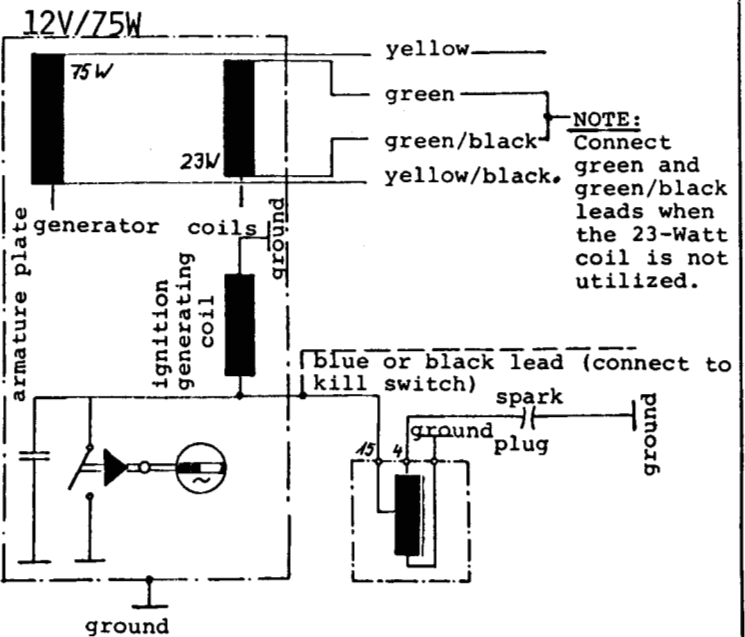 12V/75W
75W
23W
yellow
green
green/black
yellow/black.
NOTE:
Connect
green and
green/black
leads when
the 23-Watt
coil is not
utilized.
generator coils
ground
armature plate
ignition
generating
coil
blue or black lead (connect to
kill switch)
spark
plug
ground
15
4
ground
~
ground